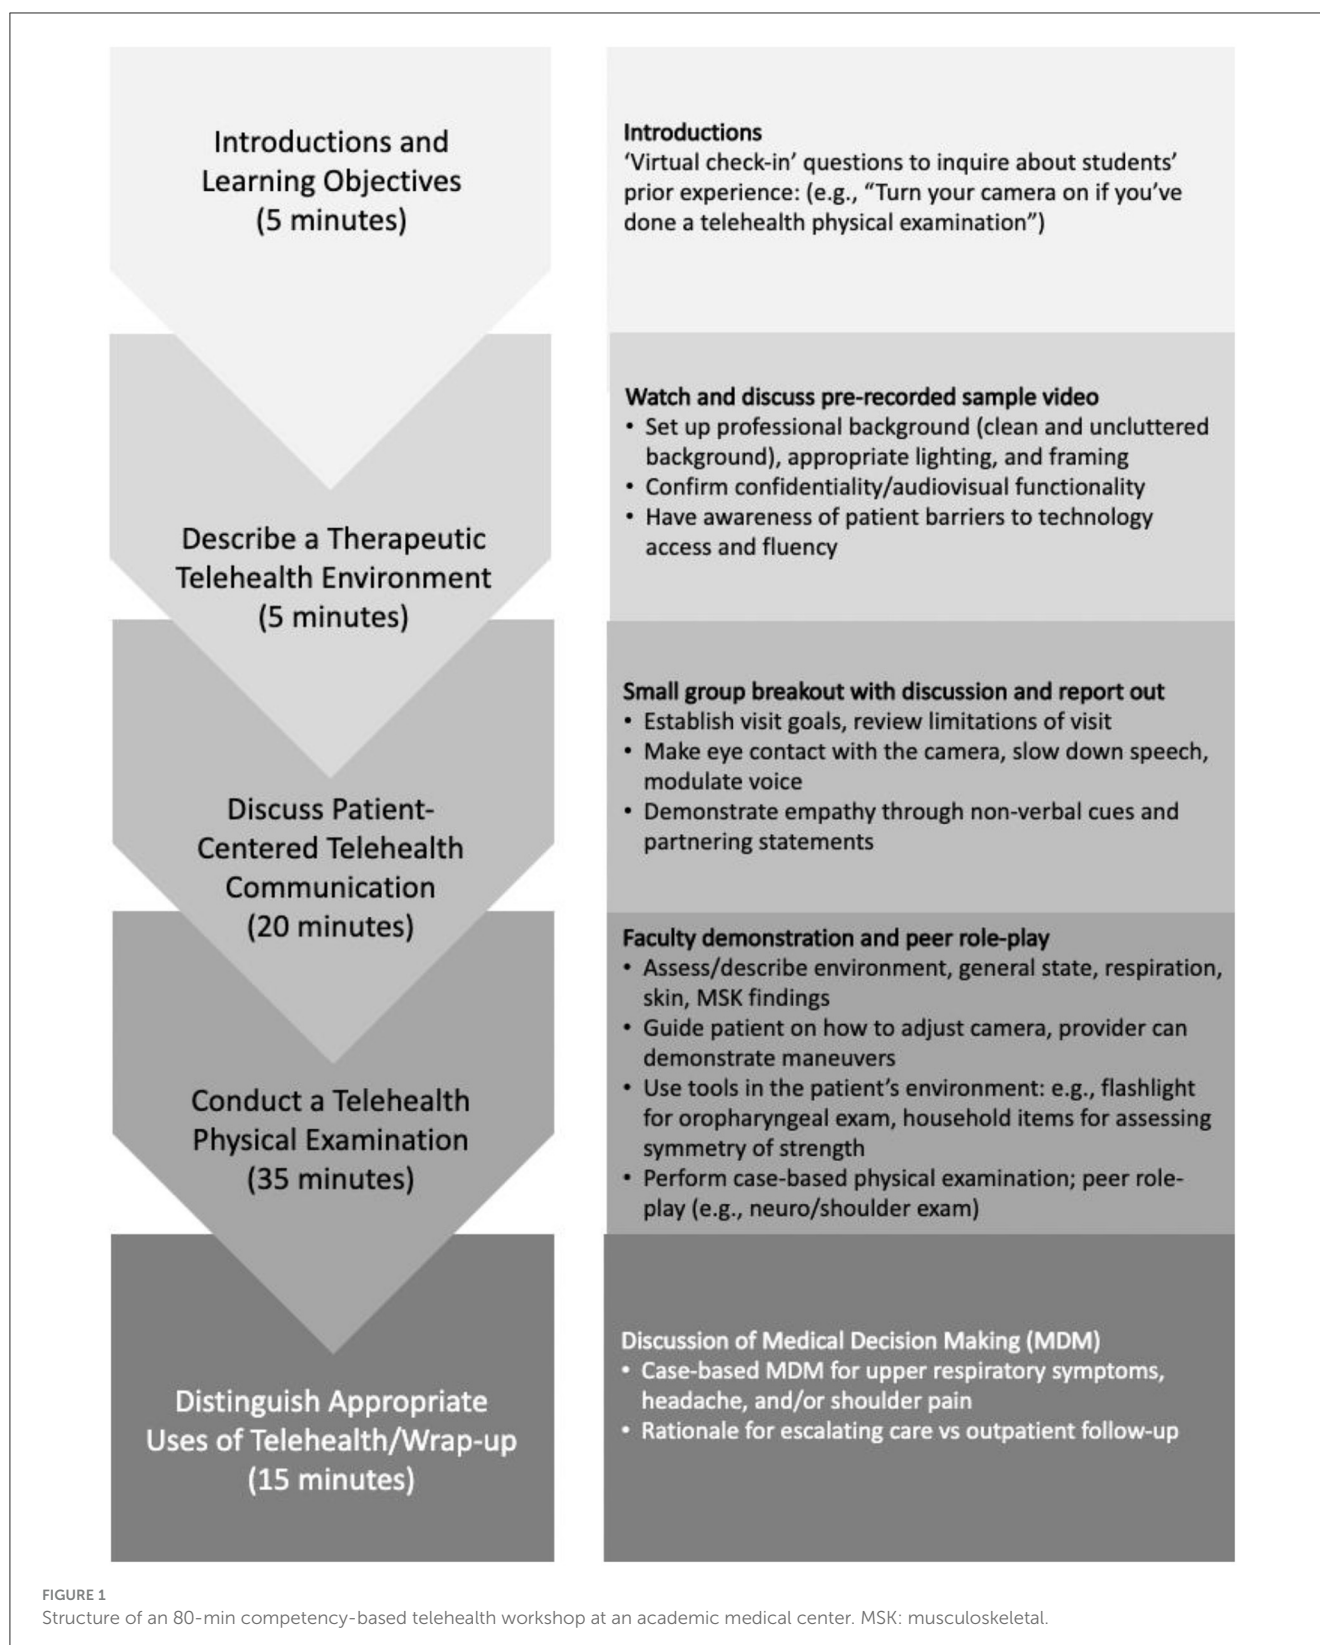 Introductions and
Learning Objectives
(5 minutes)
Introductions
‘Virtual check-in’ questions to inquire about students’
prior experience: (e.g., “Turn your camera on if you’ve
done a telehealth physical examination”)
Describe a Therapeutic
Telehealth Environment
(5 minutes)
Watch and discuss pre-recorded sample video
• Set up professional background (clean and uncluttered
background), appropriate lighting, and framing
• Confirm confidentiality/audiovisual functionality
• Have awareness of patient barriers to technology
access and fluency
Discuss Patient-
Centered Telehealth
Communication
(20 minutes)
Small group breakout with discussion and report out
• Establish visit goals, review limitations of visit
• Make eye contact with the camera, slow down speech,
modulate voice
• Demonstrate empathy through non-verbal cues and
partnering statements
Conduct a Telehealth
Physical Examination
(35 minutes)
Faculty demonstration and peer role-play
• Assess/describe environment, general state, respiration,
skin, MSK findings
• Guide patient on how to adjust camera, provider can
demonstrate maneuvers
• Use tools in the patient’s environment: e.g., flashlight
for oropharyngeal exam, household items for assessing
symmetry of strength
• Perform case-based physical examination; peer role-
play (e.g., neuro/shoulder exam)
Distinguish Appropriate
Uses of Telehealth/Wrap-up
(15 minutes)
Discussion of Medical Decision Making (MDM)
• Case-based MDM for upper respiratory symptoms,
headache, and/or shoulder pain
• Rationale for escalating care vs outpatient follow-up
FIGURE 1
Structure of an 80-min competency-based telehealth workshop at an academic medical center. MSK: musculoskeletal.